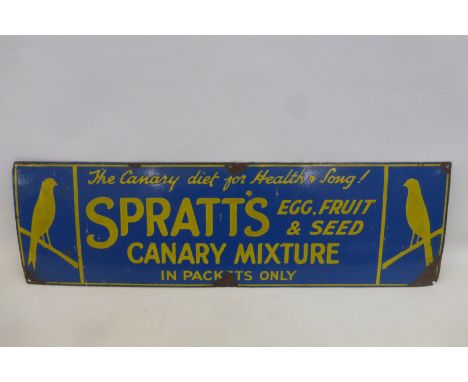 The Canary diet for Health & Song!
SPRATT'S EGG, FRUIT
& SEED
CANARY MIXTURE
IN PACKETS ONLY